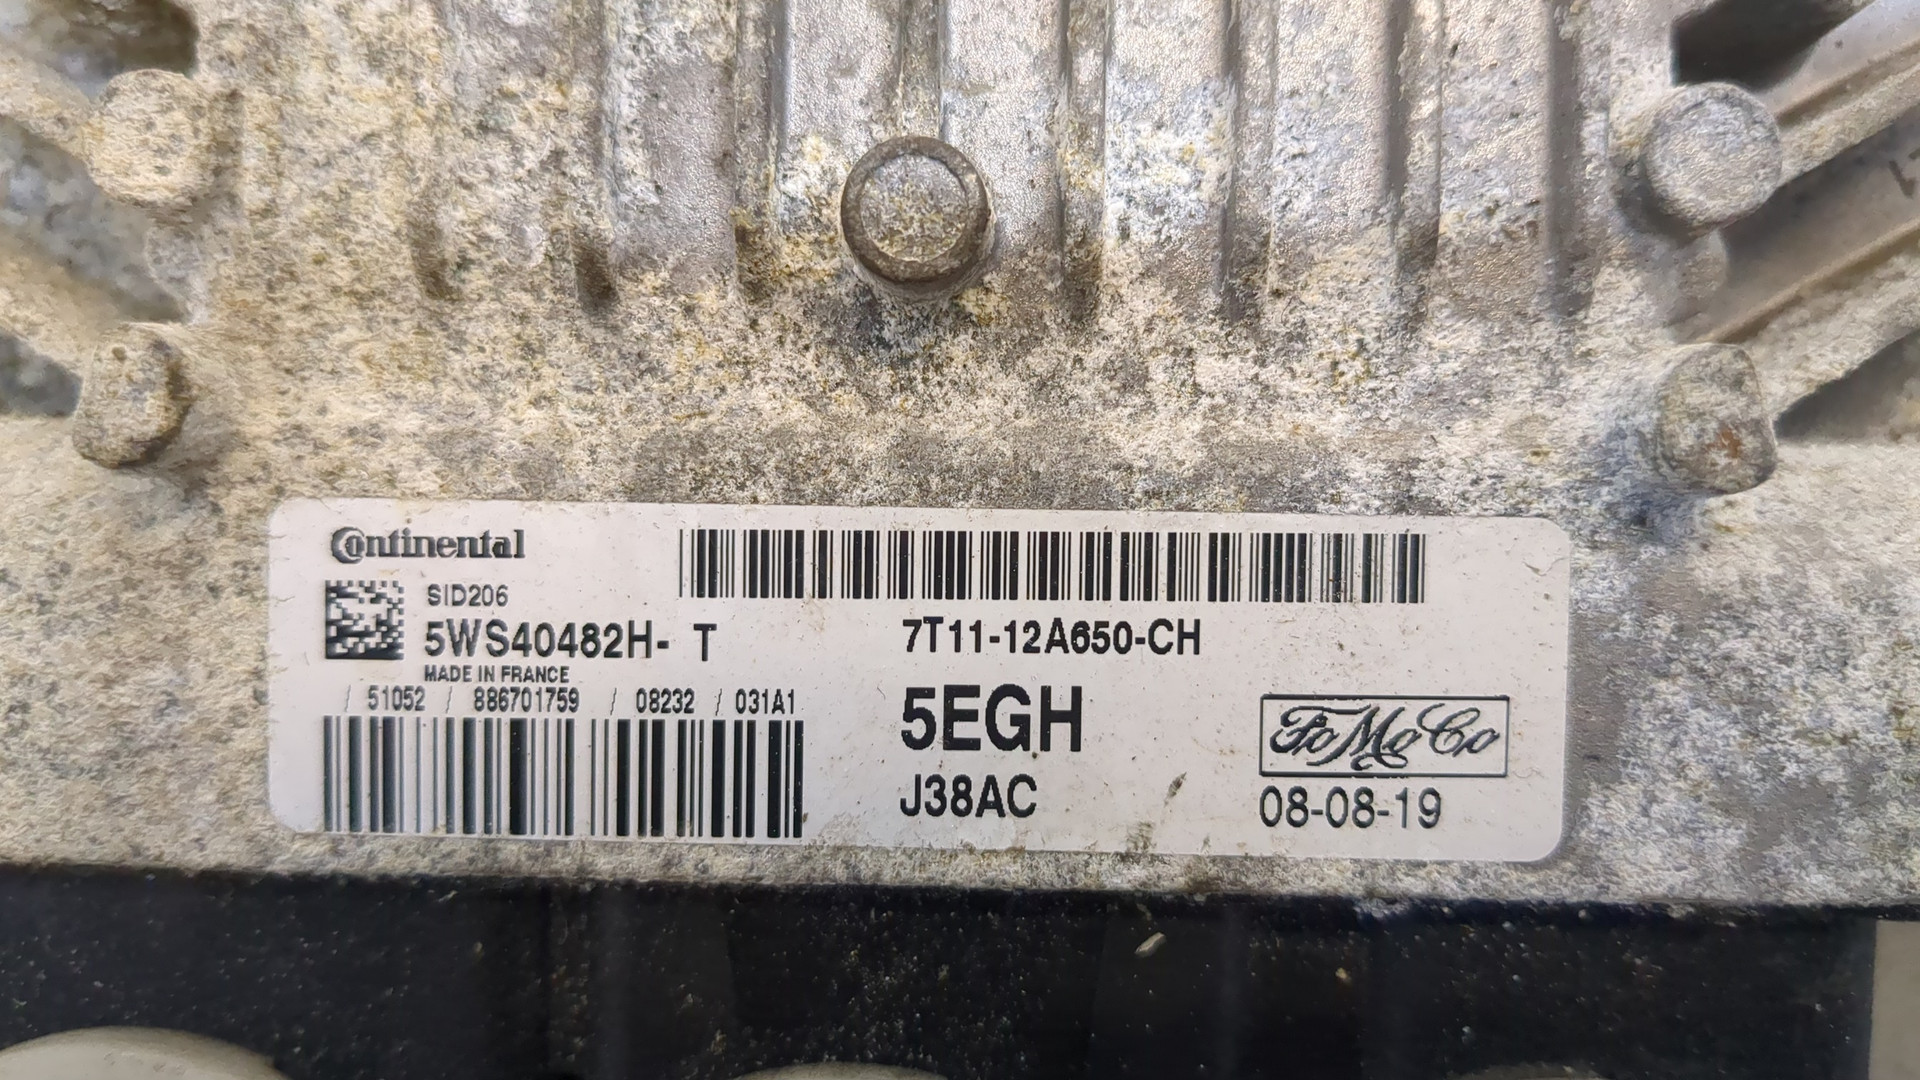 Continental
SID206
5WS40482H- T
MADE IN FRANCE
/ 51052 / 886701759 / 08232 / 031A1
7T11-12A650-CH
5EGH
J38AC
FoMoCo
08-08-19